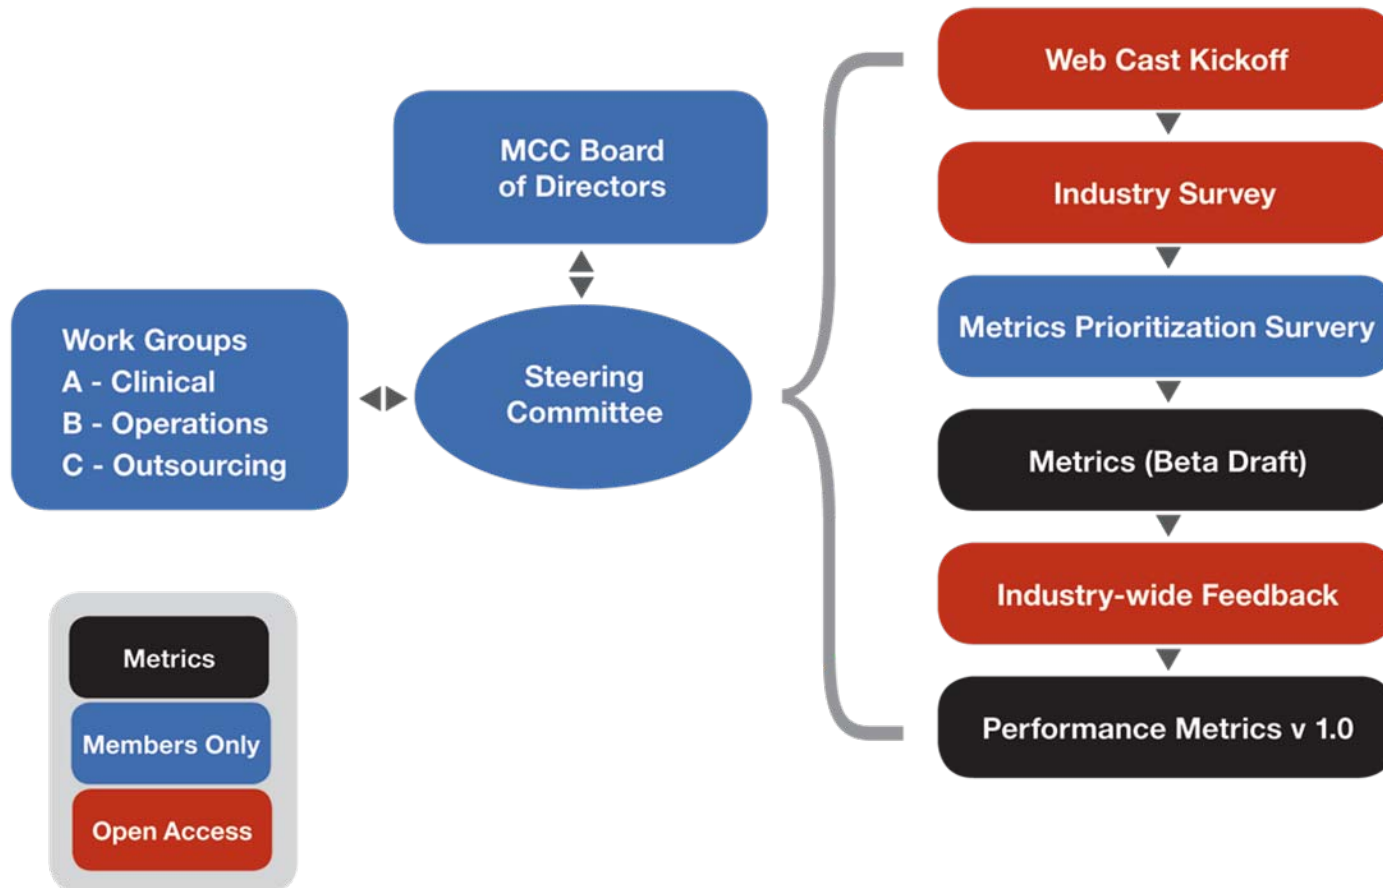 MCC Board
of Directors
Work Groups
A - Clinical
B - Operations
C - Outsourcing
Steering
Committee
Web Cast Kickoff
Industry Survey
Metrics Prioritization Survery
Metrics (Beta Draft)
Industry-wide Feedback
Performance Metrics v 1.0
Metrics
Members Only
Open Access